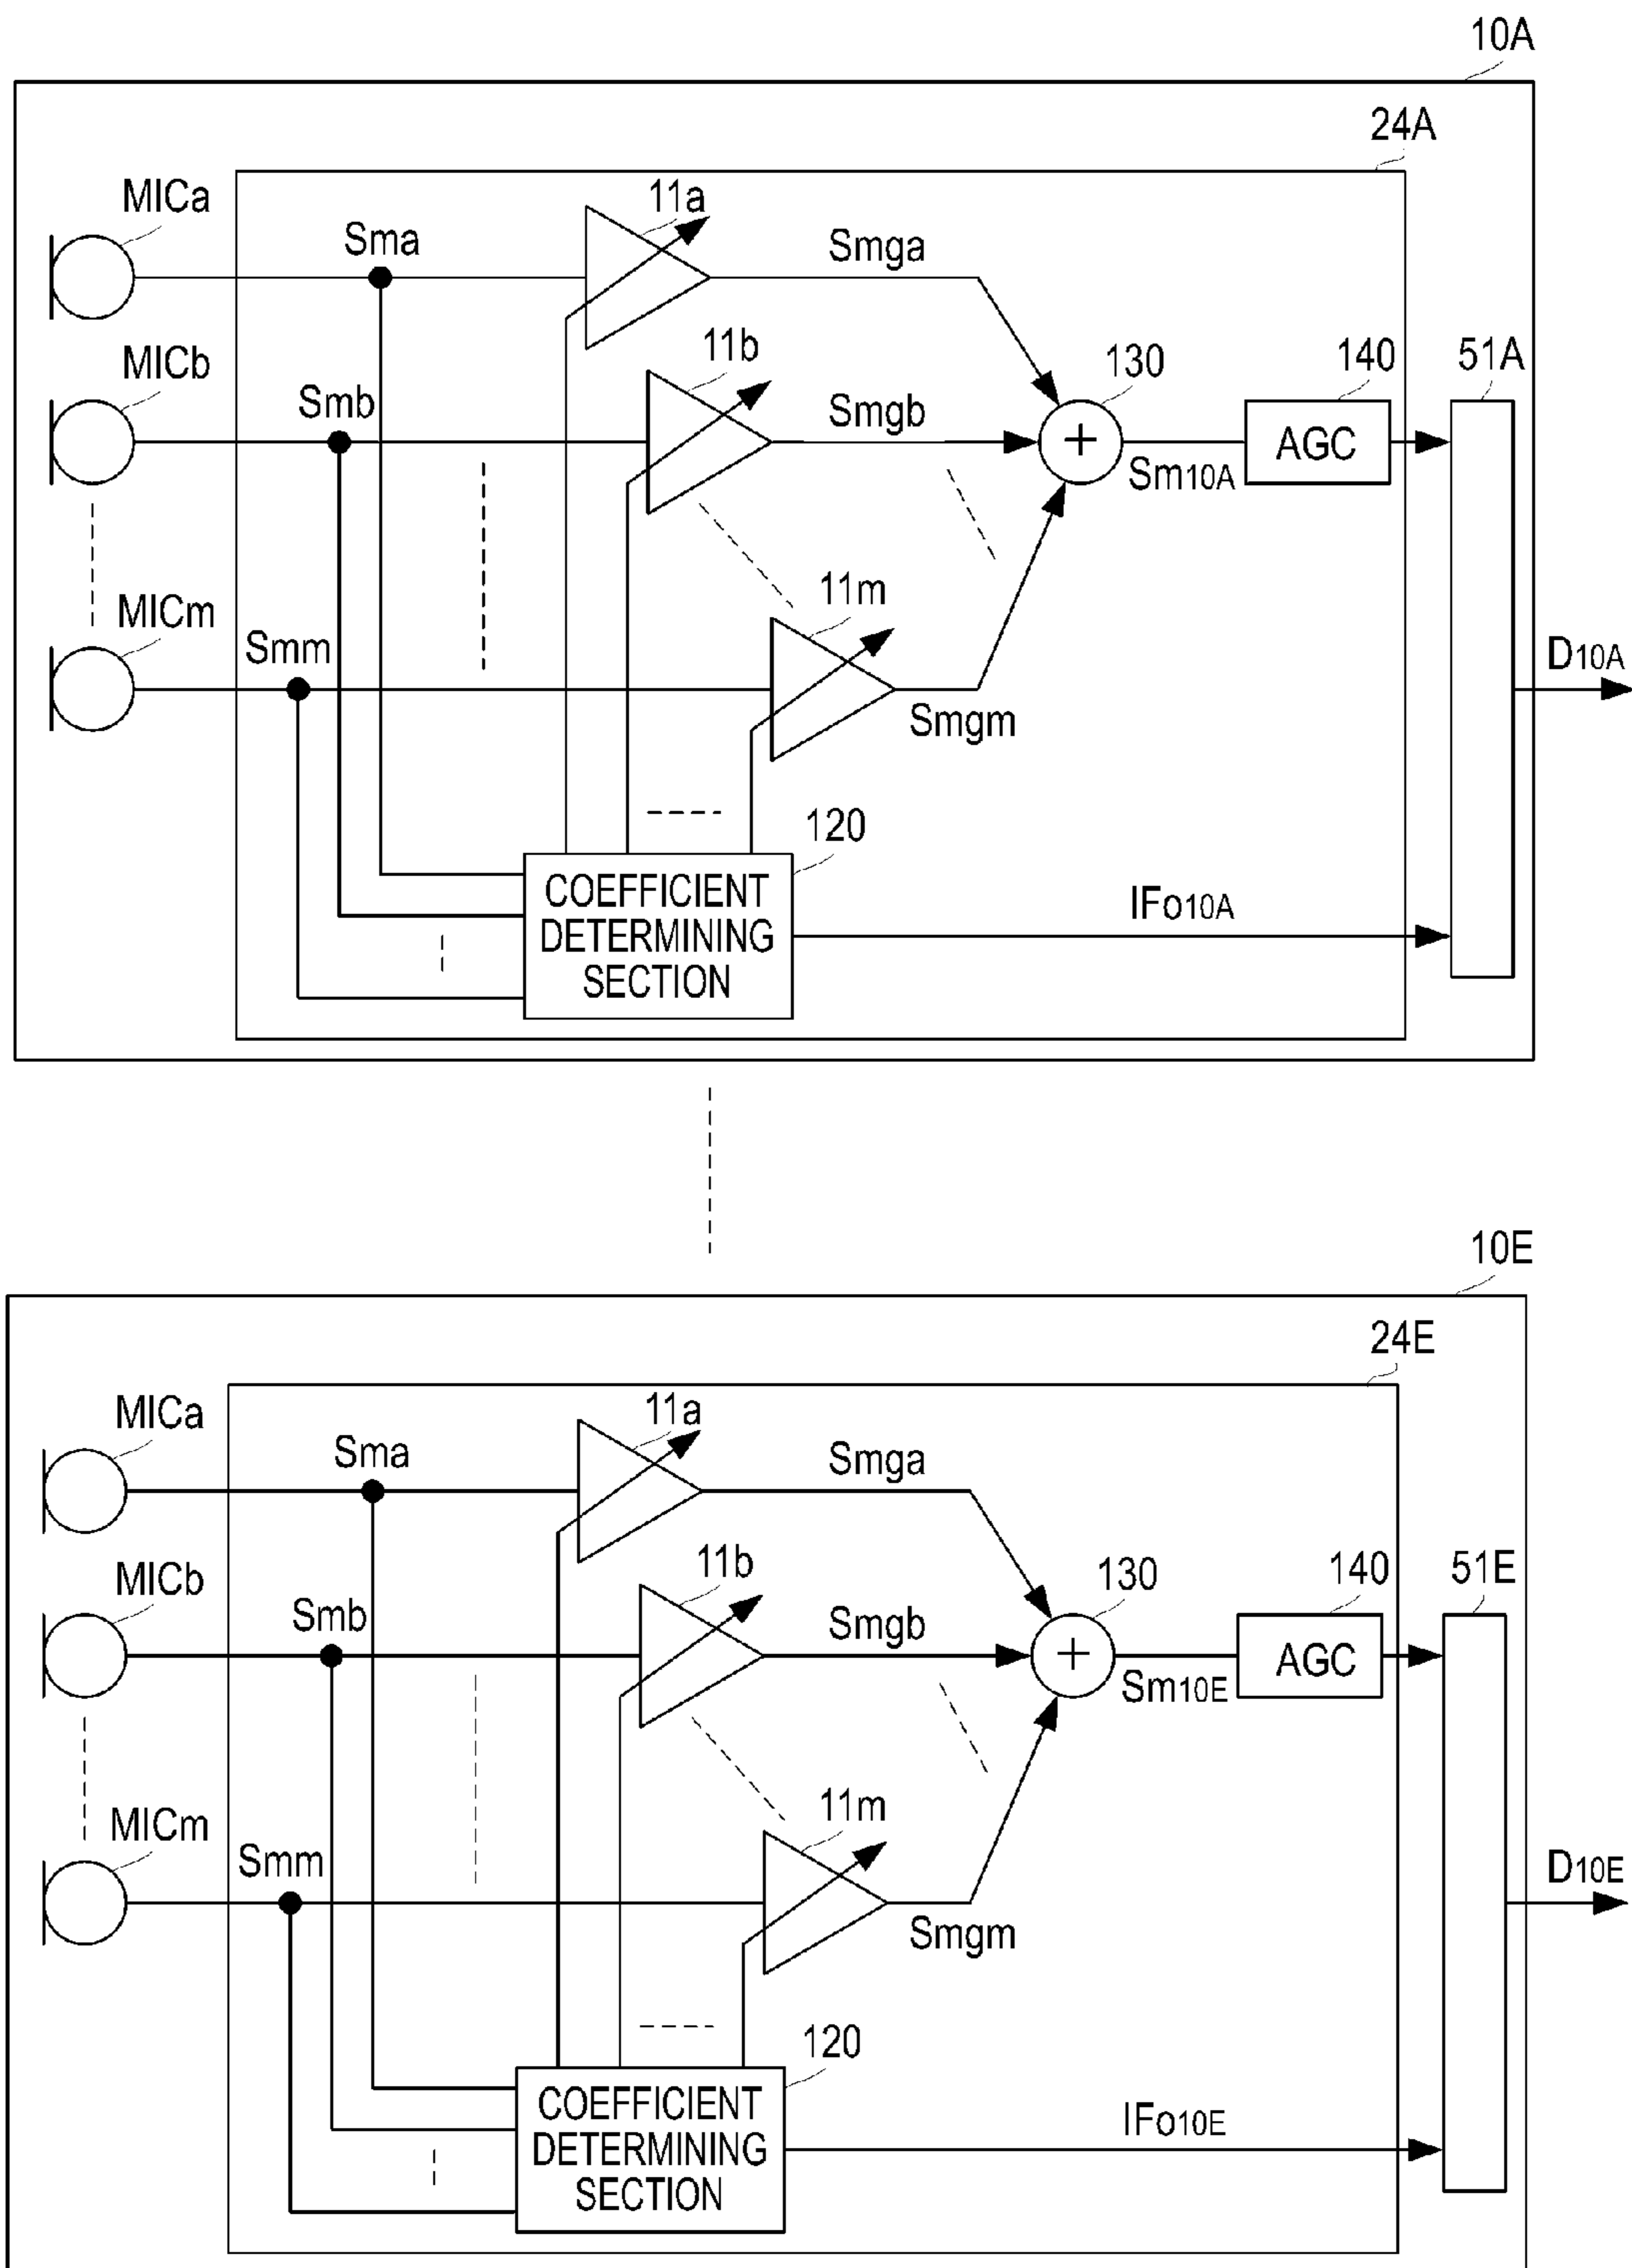 10A
24A
MICa
Sma
11a
Smga
MICb
Smb
11b
Smgb
130
+
Sm10A
140
AGC
51A
MICm
Smm
11m
Smgm
D10A
120
COEFFICIENT
DETERMINING
SECTION
IFo10A
10E
24E
MICa
Sma
11a
Smga
MICb
Smb
11b
Smgb
130
+
Sm10E
140
AGC
51E
MICm
Smm
11m
Smgm
D10E
120
COEFFICIENT
DETERMINING
SECTION
IFo10E